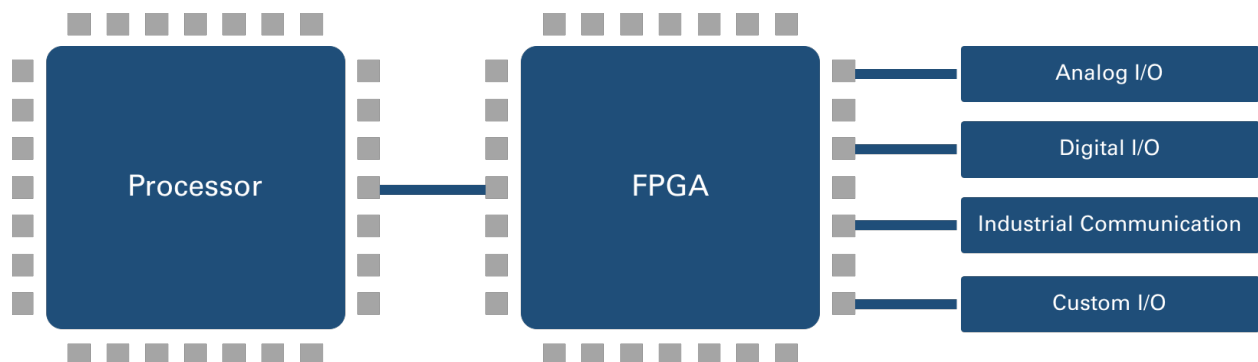 Processor
FPGA
Analog I/O
Digital I/O
Industrial Communication
Custom I/O